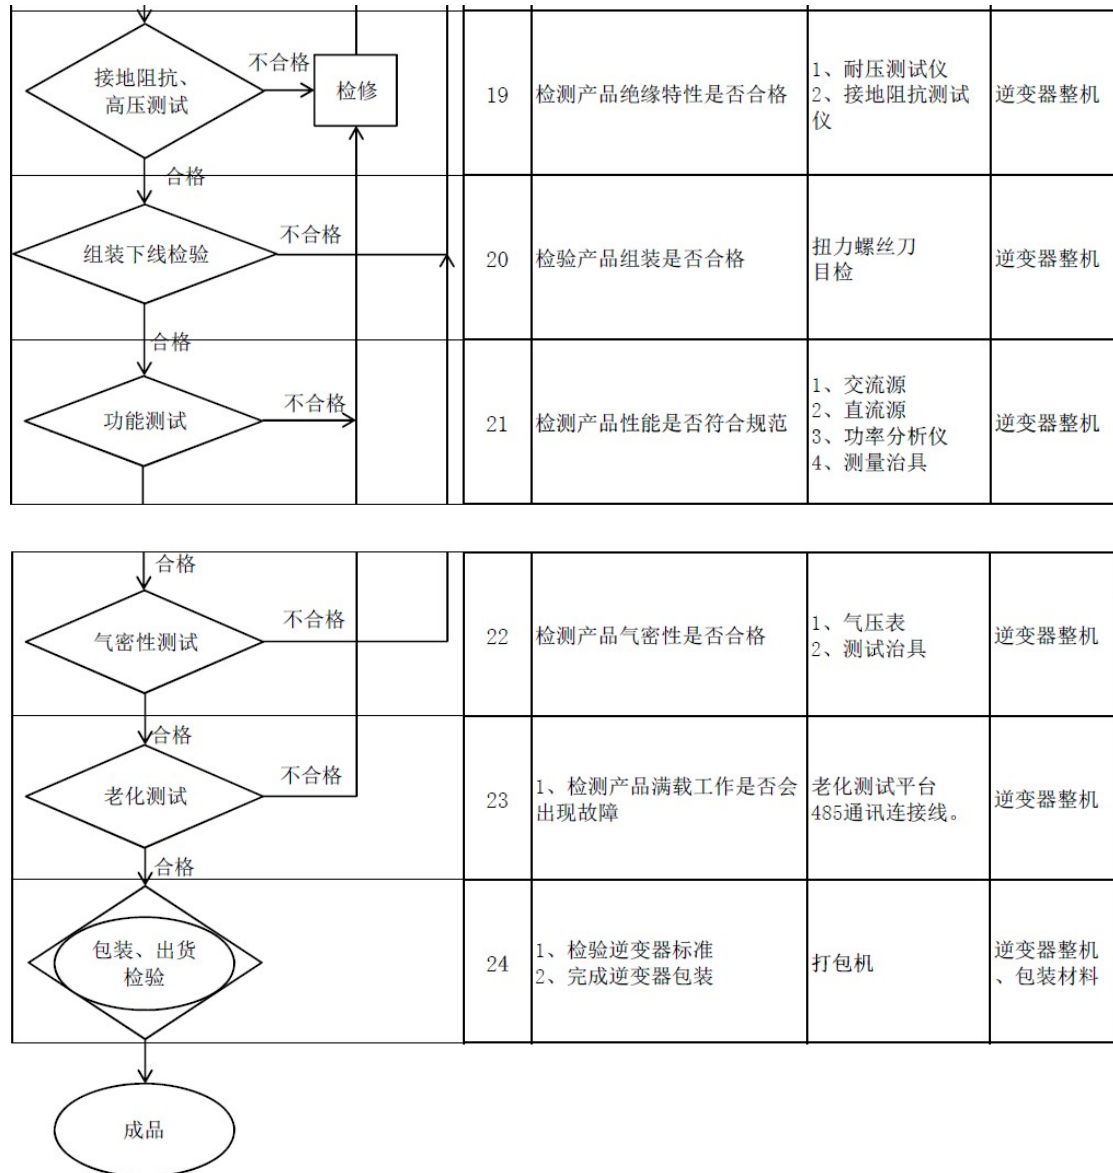 接地阻抗、
高压测试
不合格
检修
19
检测产品绝缘特性是否合格
1、耐压测试仪
2、接地阻抗测试
仪
逆变器整机
合格
组装下线检验
不合格
20
检验产品组装是否合格
扭力螺丝刀
目检
逆变器整机
合格
功能测试
不合格
21
检测产品性能是否符合规范
1、交流源
2、直流源
3、功率分析仪
4、测量治具
逆变器整机
合格
气密性测试
不合格
22
检测产品气密性是否合格
1、气压表
2、测试治具
逆变器整机
合格
老化测试
不合格
23
1、检测产品满载工作是否会
出现故障
老化测试平台
485通讯连接线。
逆变器整机
合格
包装、出货
检验
24
1、检验逆变器标准
2、完成逆变器包装
打包机
逆变器整机
、包装材料
成品